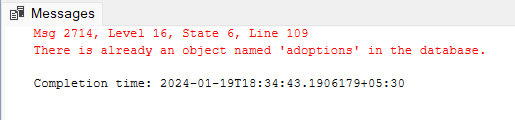 Messages
Msg 2714, Level 16, State 6, Line 109
There is already an object named 'adoptions' in the database.
Completion time: 2024-01-19T18:34:43.1906179+05:30